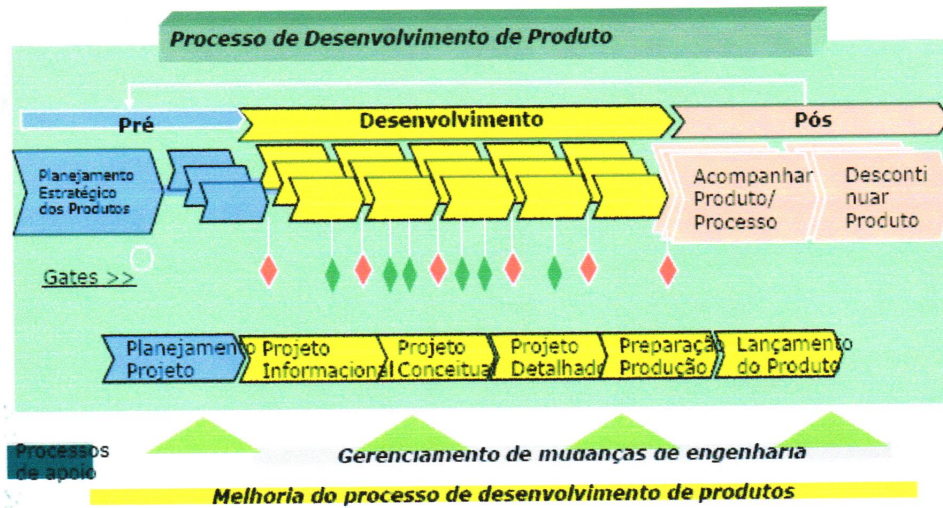 Processo de Desenvolvimento de Produto
Pré
Desenvolvimento
Pós
Planejamento
Estratégico
dos Produtos
Acompanhar
Produto/
Processo
Desconti
nuar
Produto
Gates >>
Planejamento
Projeto
Projeto
Informacional
Projeto
Conceitual
Projeto
Detalhado
Preparação
Produção
Lançamento
do Produto
Processos
de apoio
Gerenciamento de mudanças de engenharia
Melhoria do processo de desenvolvimento de produtos